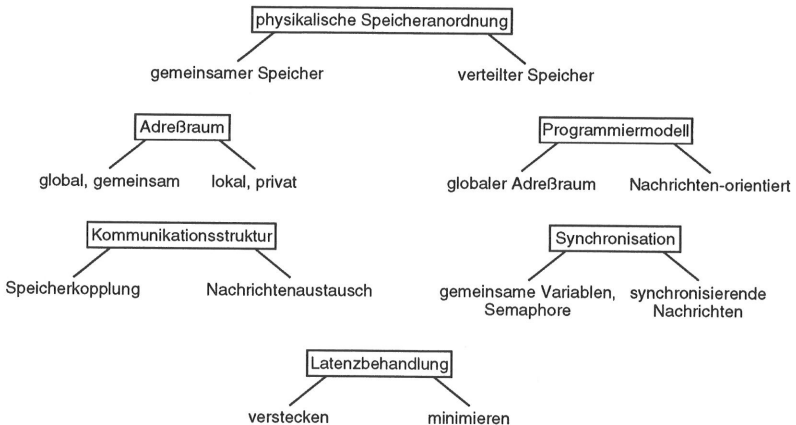 physikalische Speicheranordnung
gemeinsamer Speicher
verteilter Speicher
Adreßraum
Programmiermodell
global, gemeinsam
lokal, privat
globaler Adreßraum
Nachrichten-orientiert
Kommunikationsstruktur
Synchronisation
Speicherkopplung
Nachrichtenaustausch
gemeinsame Variablen,
Semaphore
synchronisierende
Nachrichten
Latenzbehandlung
verstecken
minimieren